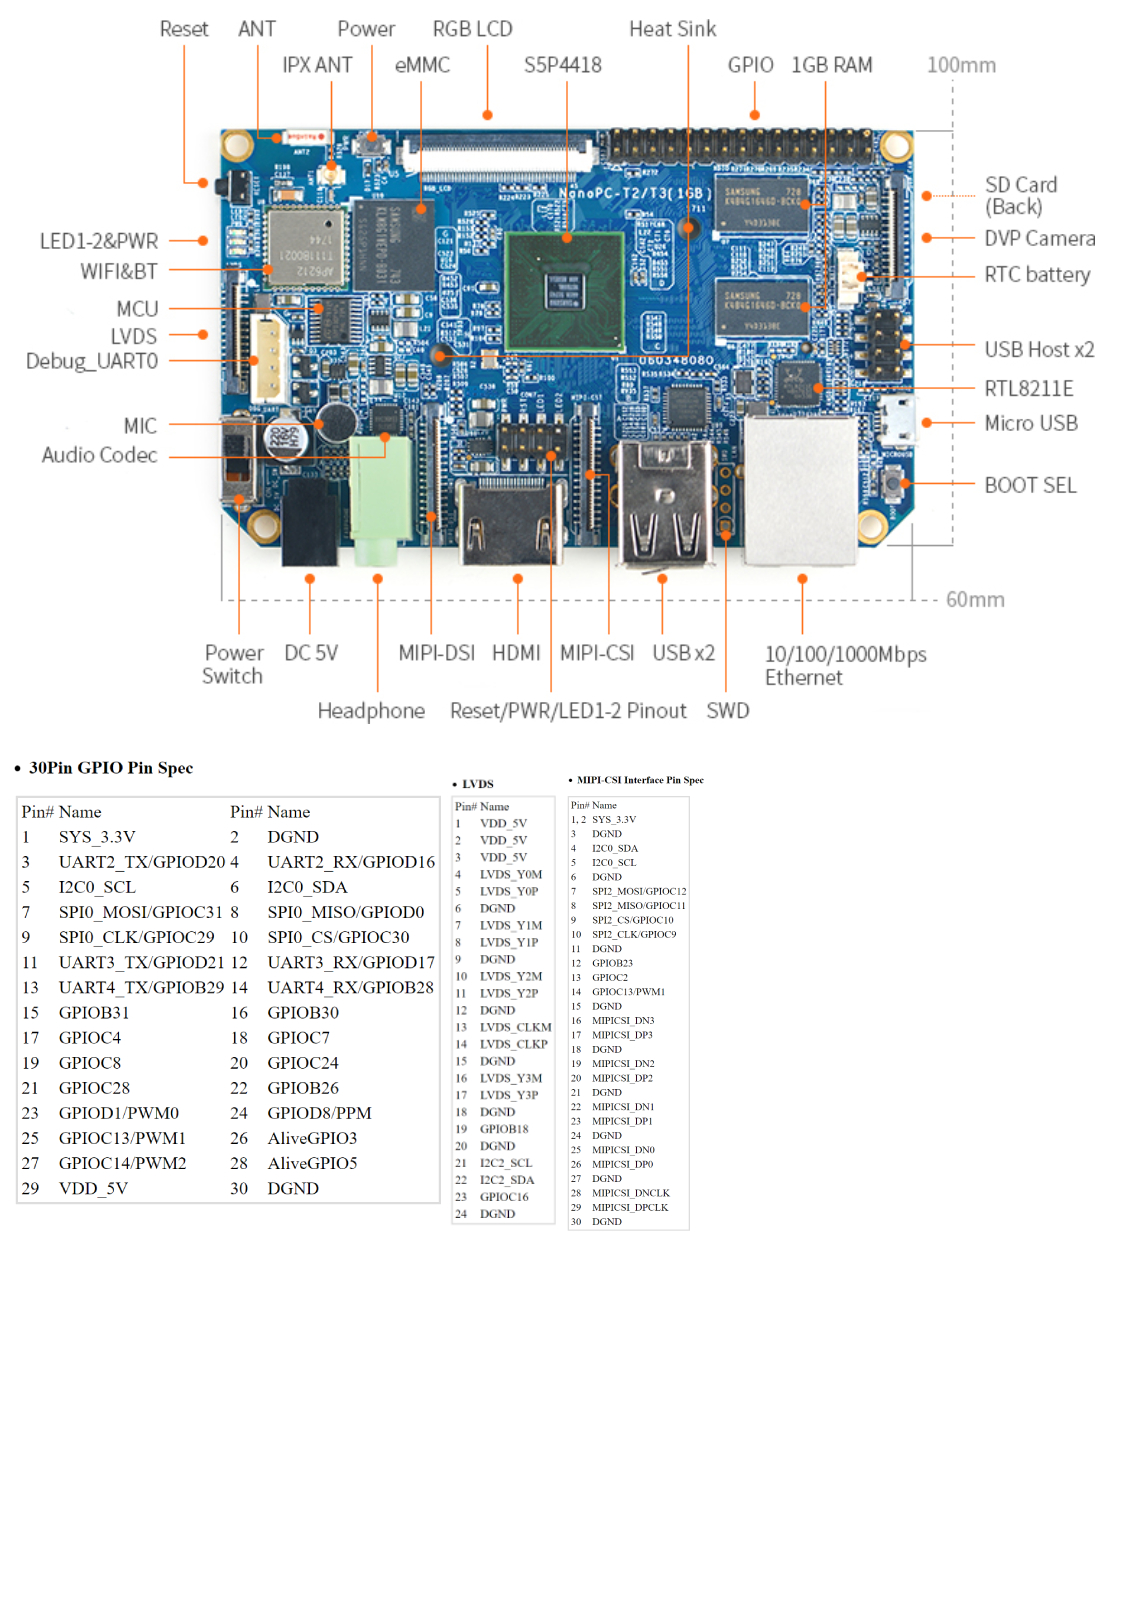 Reset ANT Power RGB LCD Heat Sink
IPX ANT eMMC S5P4418 GPIO 1GB RAM 100mm
SD Card
(Back)
LED1-2&PWR DVP Camera
WIFI&BT RTC battery
MCU
LVDS USB Host x2
Debug_UART0
RTL8211E
MIC Micro USB
Audio Codec
BOOT SEL
60mm
Power
Switch
DC 5V MIPI-DSI HDMI MIPI-CSI USB x2 10/100/1000Mbps
Ethernet
Headphone Reset/PWR/LED1-2 Pinout SWD
NanoPC-T2/T3(1GB)
SAMSUNG 728
K4B4G1646D-BCK0
SAMSUNG 728
K4B4G1646D-BCK0
AP6212
RGB_LCD
MIPI-CSI
• 30Pin GPIO Pin Spec
Pin# Name Pin# Name
1 SYS_3.3V 2 DGND
3 UART2_TX/GPIOD20 4 UART2_RX/GPIOD16
5 I2C0_SCL 6 I2C0_SDA
7 SPI0_MOSI/GPIOC31 8 SPI0_MISO/GPIOD0
9 SPI0_CLK/GPIOC29 10 SPI0_CS/GPIOC30
11 UART3_TX/GPIOD21 12 UART3_RX/GPIOD17
13 UART4_TX/GPIOB29 14 UART4_RX/GPIOB28
15 GPIOB31 16 GPIOB30
17 GPIOC4 18 GPIOC7
19 GPIOC8 20 GPIOC24
21 GPIOC28 22 GPIOB26
23 GPIOD1/PWM0 24 GPIOD8/PPM
25 GPIOC13/PWM1 26 AliveGPIO3
27 GPIOC14/PWM2 28 AliveGPIO5
29 VDD_5V 30 DGND
• LVDS
Pin# Name
1 VDD_5V
2 VDD_5V
3 VDD_5V
4 LVDS_Y0M
5 LVDS_Y0P
6 DGND
7 LVDS_Y1M
8 LVDS_Y1P
9 DGND
10 LVDS_Y2M
11 LVDS_Y2P
12 DGND
13 LVDS_CLKM
14 LVDS_CLKP
15 DGND
16 LVDS_Y3M
17 LVDS_Y3P
18 DGND
19 GPIOB18
20 DGND
21 I2C2_SCL
22 I2C2_SDA
23 GPIOC16
24 DGND
• MIPI-CSI Interface Pin Spec
Pin# Name
1, 2 SYS_3.3V
3 DGND
4 I2C0_SDA
5 I2C0_SCL
6 DGND
7 SPI2_MOSI/GPIOC12
8 SPI2_MISO/GPIOC11
9 SPI2_CS/GPIOC10
10 SPI2_CLK/GPIOC9
11 DGND
12 GPIOB23
13 GPIOC2
14 GPIOC13/PWM1
15 DGND
16 MIPICSI_DN3
17 MIPICSI_DP3
18 DGND
19 MIPICSI_DN2
20 MIPICSI_DP2
21 DGND
22 MIPICSI_DN1
23 MIPICSI_DP1
24 DGND
25 MIPICSI_DN0
26 MIPICSI_DP0
27 DGND
28 MIPICSI_DNCLK
29 MIPICSI_DPCLK
30 DGND